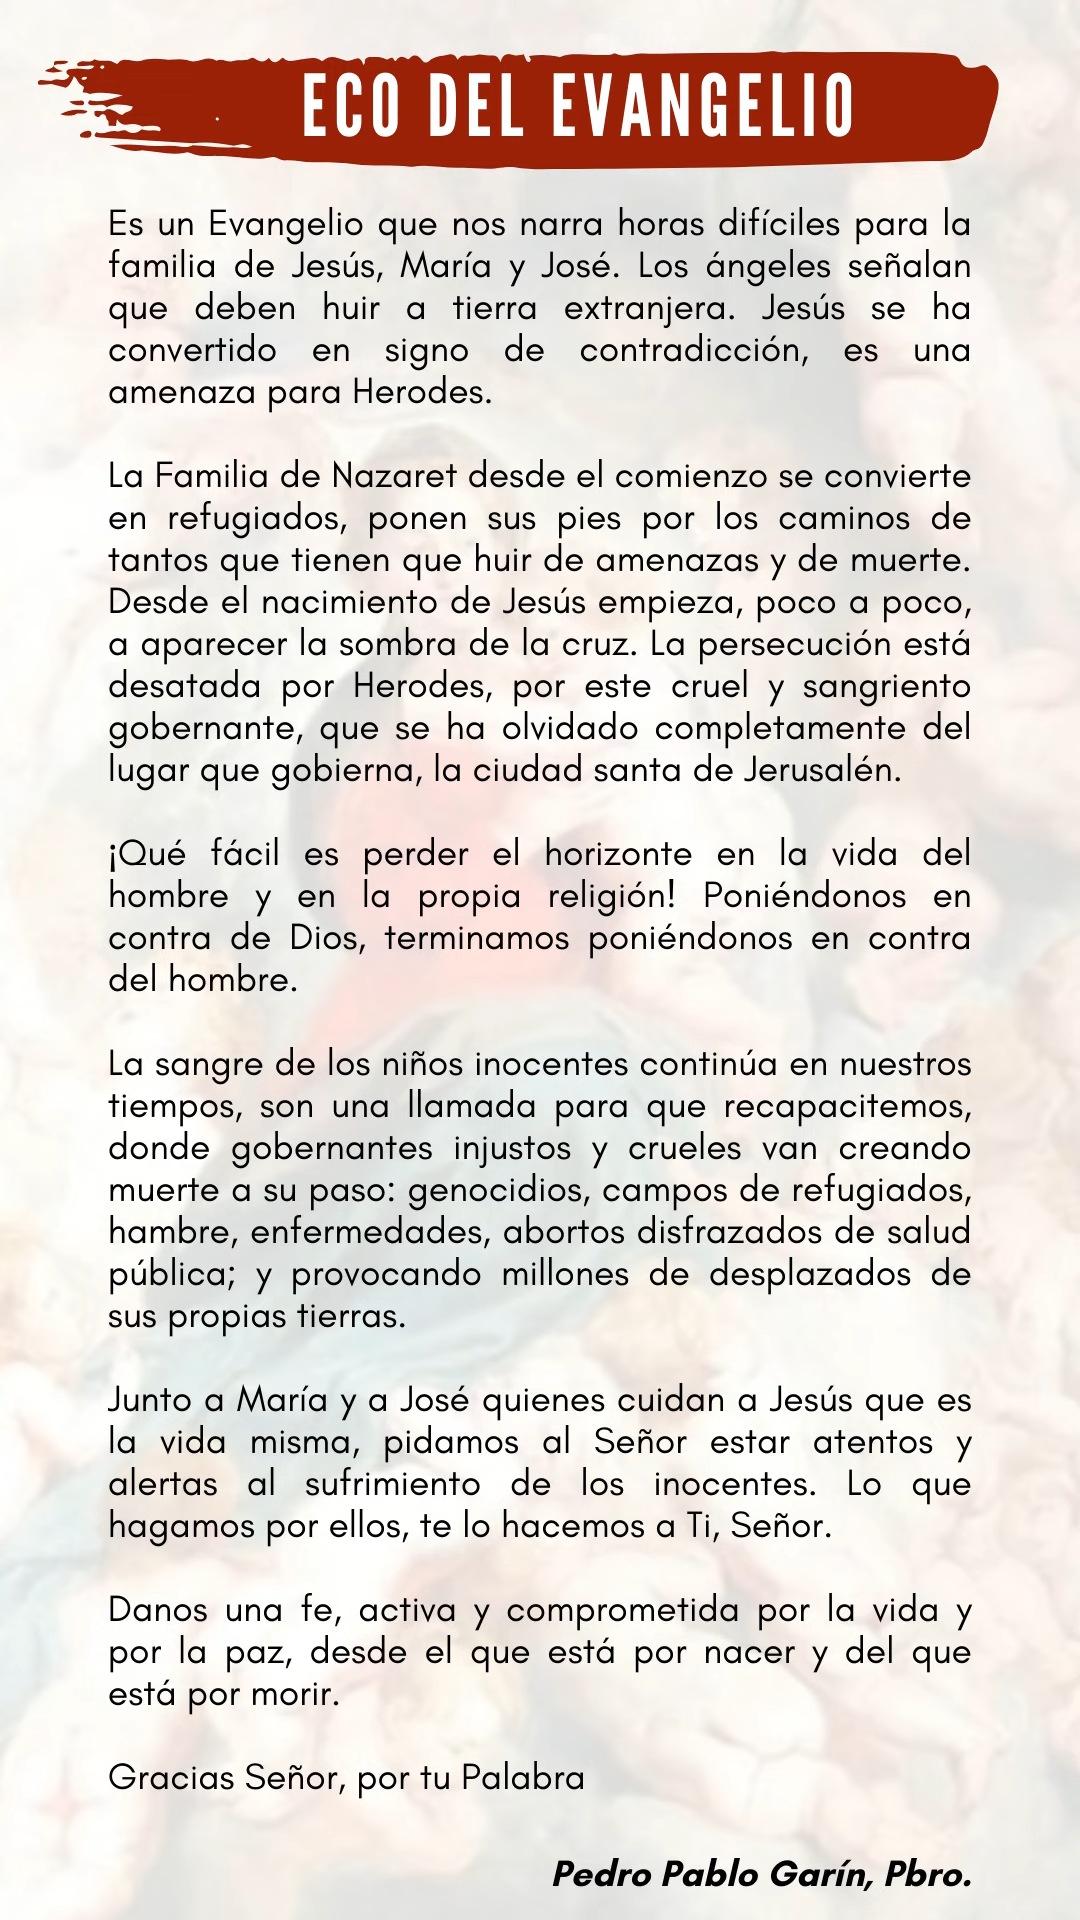 ECO DEL EVANGELIO
Es un Evangelio que nos narra horas difíciles para la
familia de Jesús, María y José. Los ángeles señalan
que deben huir a tierra extranjera. Jesús se ha
convertido en signo de contradicción, es una
amenaza para Herodes.
La Familia de Nazaret desde el comienzo se convierte
en refugiados, ponen sus pies por los caminos de
tantos que tienen que huir de amenazas y de muerte.
Desde el nacimiento de Jesús empieza, poco a poco,
a aparecer la sombra de la cruz. La persecución está
desatada por Herodes, por este cruel y sangriento
gobernante, que se ha olvidado completamente del
lugar que gobierna, la ciudad santa de Jerusalén.
¡Qué fácil es perder el horizonte en la vida del
hombre y en la propia religión! Poniéndonos en
contra de Dios, terminamos poniéndonos en contra
del hombre.
La sangre de los niños inocentes continúa en nuestros
tiempos, son una llamada para que recapacitemos,
donde gobernantes injustos y crueles van creando
muerte a su paso: genocidios, campos de refugiados,
hambre, enfermedades, abortos disfrazados de salud
pública; y provocando millones de desplazados de
sus propias tierras.
Junto a María y a José quienes cuidan a Jesús que es
la vida misma, pidamos al Señor estar atentos y
alertas al sufrimiento de los inocentes. Lo que
hagamos por ellos, te lo hacemos a Ti, Señor.
Danos una fe, activa y comprometida por la vida y
por la paz, desde el que está por nacer y del que
está por morir.
Gracias Señor, por tu Palabra
Pedro Pablo Garín, Pbro.